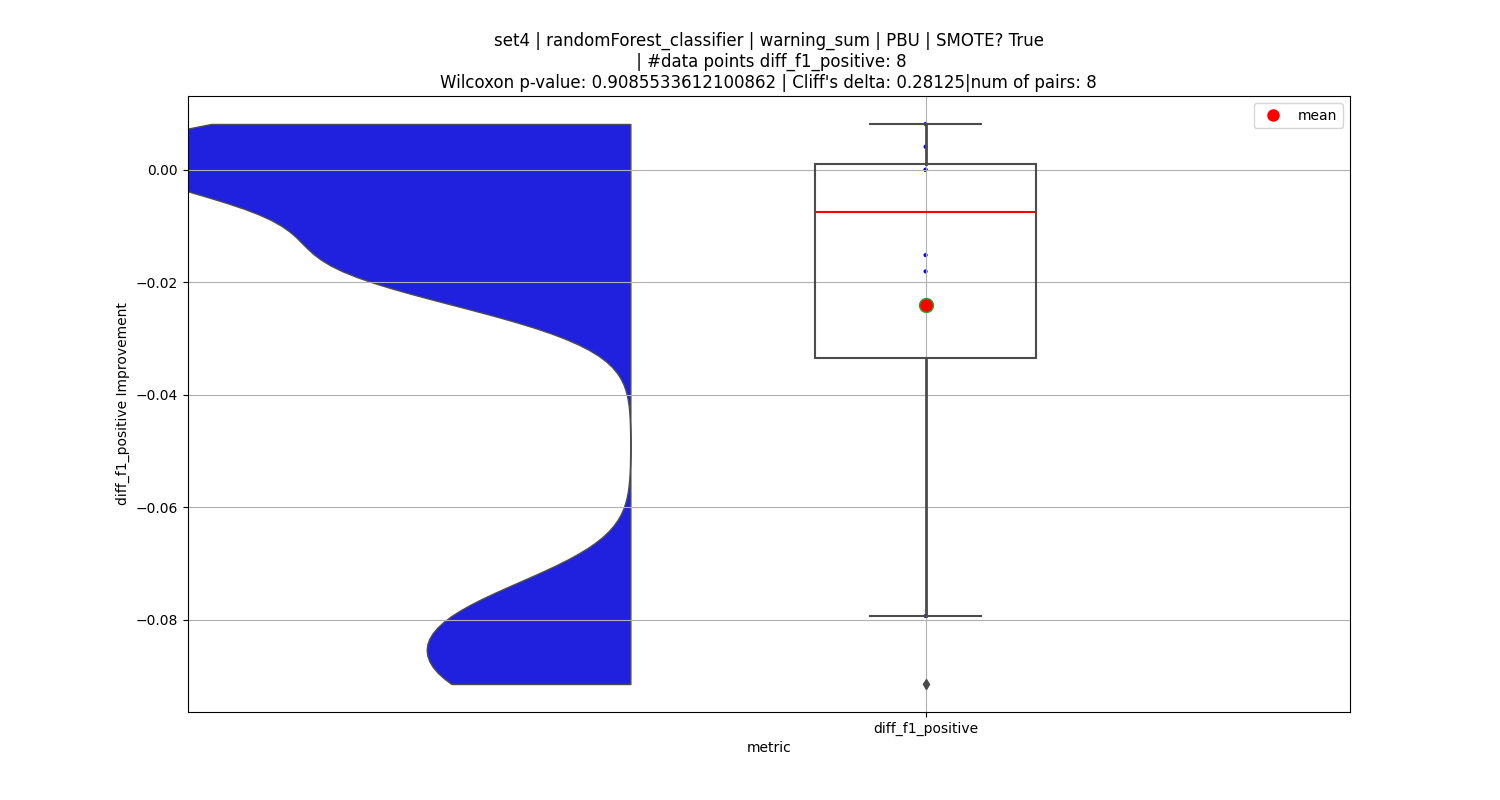 set4 | randomForest_classifier | warning_sum | PBU | SMOTE? True
| #data points diff_f1_positive: 8
Wilcoxon p-value: 0.9085533612100862 | Cliff's delta: 0.28125|num of pairs: 8
mean
0.00
−0.02
−0.04
−0.06
−0.08
diff_f1_positive Improvement
diff_f1_positive
metric